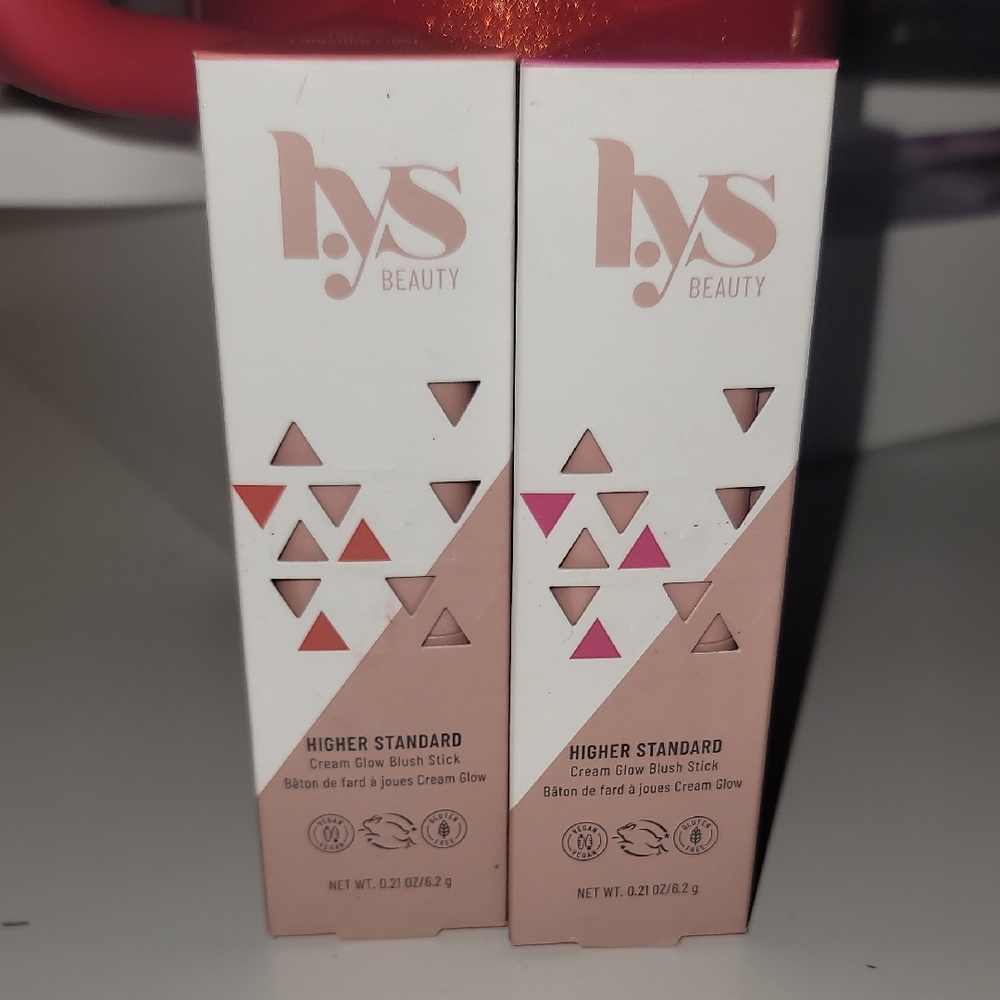 lys
BEAUTY
HIGHER STANDARD
Cream Glow Blush Stick
Bâton de fard à joues Cream Glow
VEGAN
VEGAN
GLUTEN
FREE
NET WT. 0.21 OZ/6.2 g
lys
BEAUTY
HIGHER STANDARD
Cream Glow Blush Stick
Bâton de fard à joues Cream Glow
VEGAN
VEGAN
GLUTEN
FREE
NET WT. 0.21 OZ/6.2 g